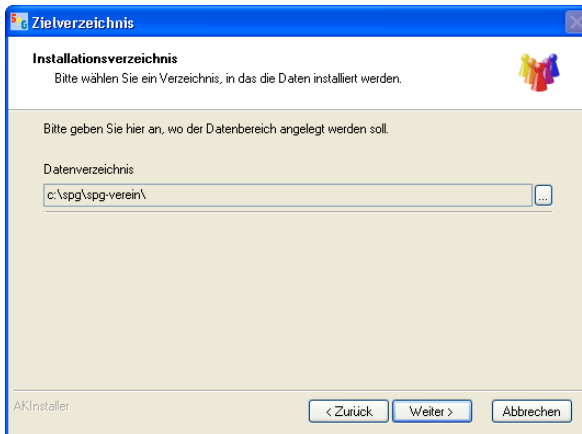 SPG Zielverzeichnis
Installationsverzeichnis
Bitte wählen Sie ein Verzeichnis, in das die Daten installiert werden.
Bitte geben Sie hier an, wo der Datenbereich angelegt werden soll.
Datenverzeichnis
c:\spg\spg-verein\
...
AKInstaller
< Zurück
Weiter >
Abbrechen